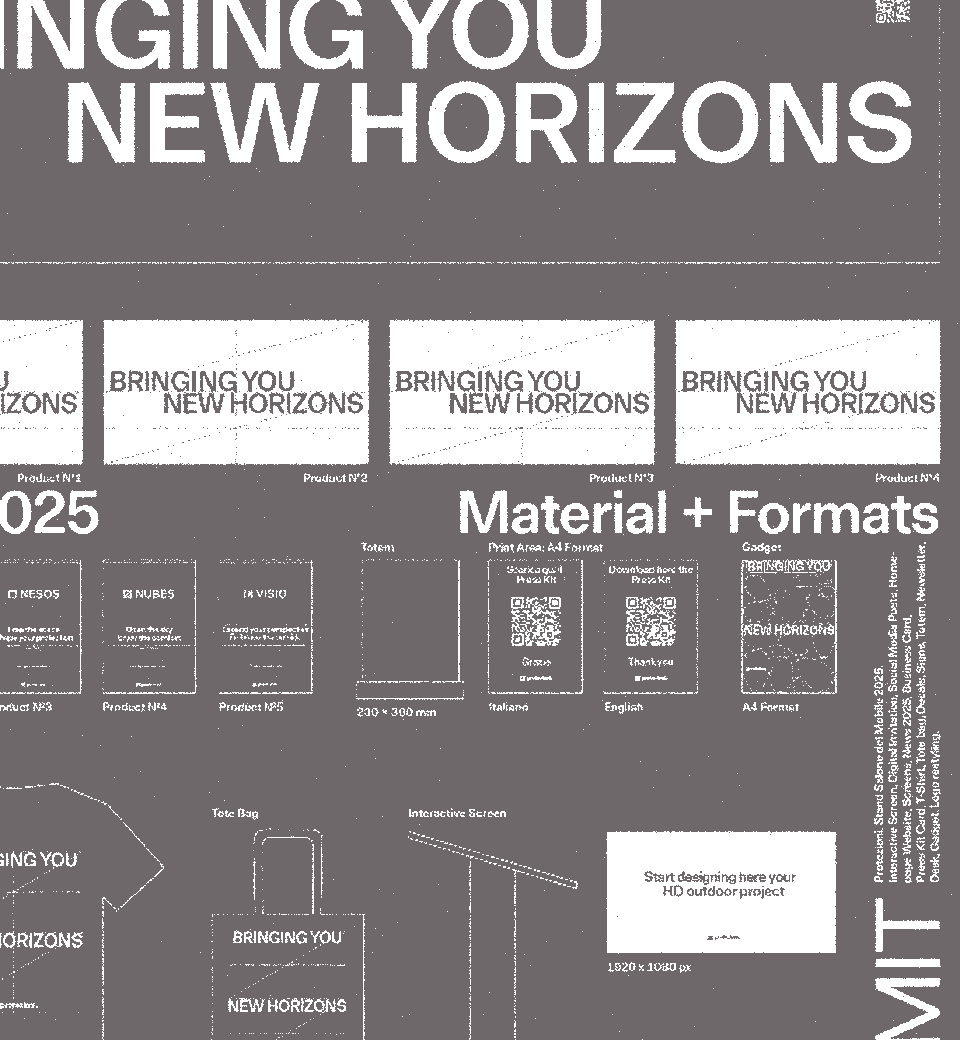 INGING YOU
NEW HORIZONS
U
IZONS
BRINGING YOU
NEW HORIZONS
BRINGING YOU
NEW HORIZONS
BRINGING YOU
NEW HORIZONS
Product N°1
Product N°2
Product N°3
Product N°4
025
Material + Formats
Totem
Print Area: A4 Format
Gadget
NESOS
NUBES
VISIO
Scarica qui il
Press Kit
Download here the
Press Kit
Grazie
Thank you
BRINGING YOU
NEW HORIZONS
duct N°3
Product N°4
Product N°5
200 × 300 mm
Italiano
English
A4 Format
Protezioni. Stand Salone del Mobile 2025.
Interactive Screen, Digital Invitation, Social Media Posts, Home-
page Website, Screens, News 2025, Business Card,
Press Kit Card, T-Shirt, Tote bag, Decals, Signs, Totem, Newsletter,
Desk, Gadget, Logo restyling.
GING YOU
HORIZONS
Tote Bag
BRINGING YOU
NEW HORIZONS
Interactive Screen
Start designing here your
HD outdoor project
1920 x 1080 px
MIT